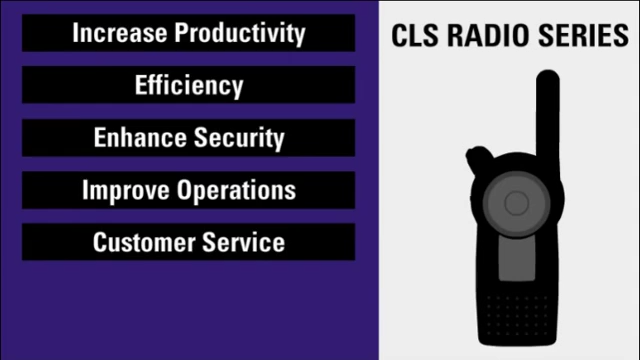 Increase Productivity
Efficiency
Enhance Security
Improve Operations
Customer Service
CLS RADIO SERIES